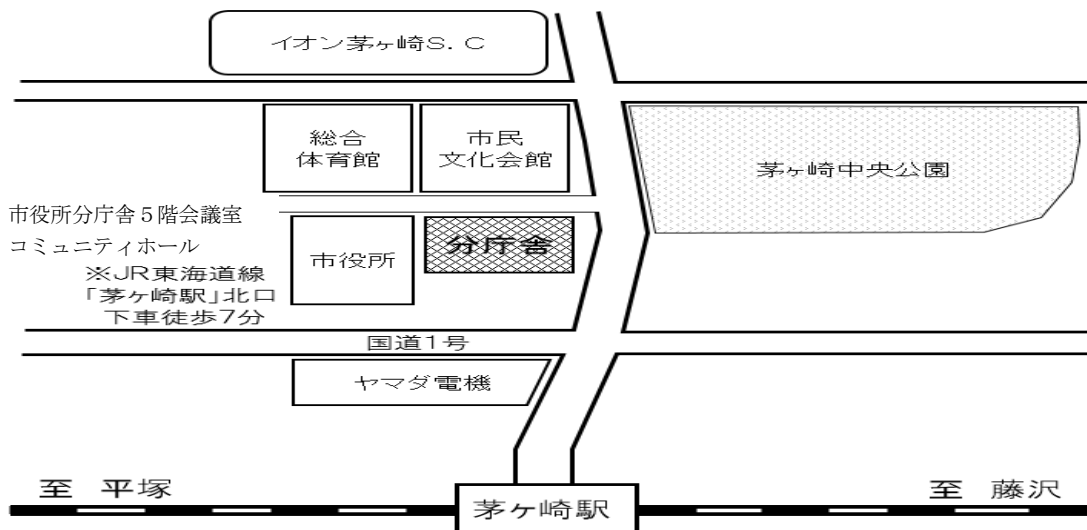 イオン茅ヶ崎S.C
総合
体育館
市民
文化会館
茅ヶ崎中央公園
市役所分庁舎５階会議室
コミュニティホール
※JR東海道線
「茅ヶ崎駅」北口
下車徒歩7分
市役所
分庁舎
国道1号
ヤマダ電機
至 平塚
茅ヶ崎駅
至 藤沢